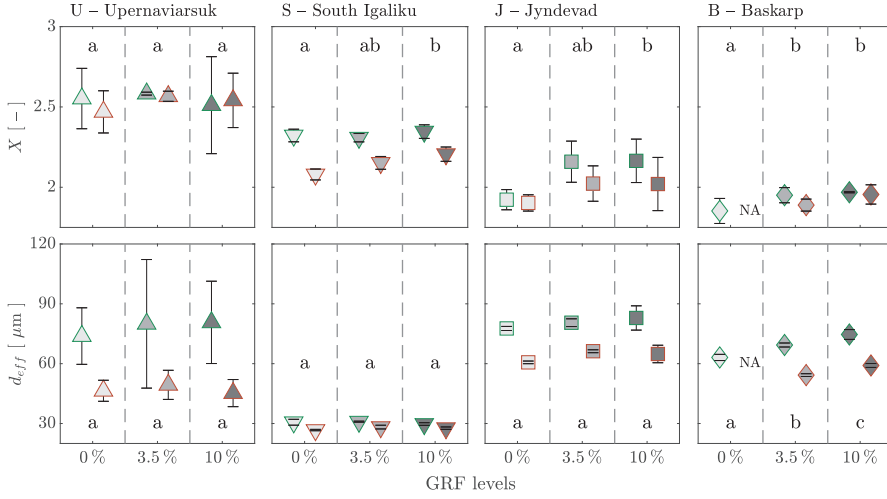 U – Upernaviarsuk
S – South Igaliku
J – Jyndevad
B – Baskarp
3
2.5
2
X [ – ]
a a a
a ab b
a ab b
a b b
NA
120
90
60
30
d_eff [ μm ]
a a a
a a a
a a a
a b c
NA
0 % 3.5 % 10 %
0 % 3.5 % 10 %
0 % 3.5 % 10 %
0 % 3.5 % 10 %
GRF levels